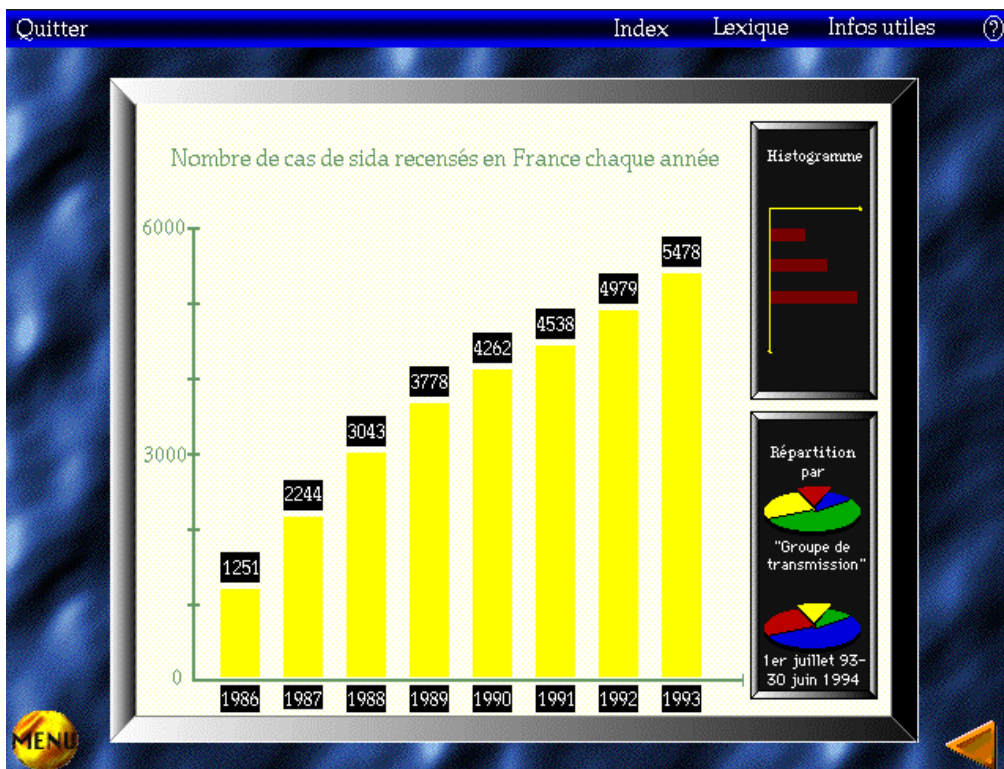 Quitter
Index
Lexique
Infos utiles
?
Nombre de cas de sida recensés en France chaque année
6000
3000
0
1251
2244
3043
3778
4262
4538
4979
5478
1986
1987
1988
1989
1990
1991
1992
1993
Histogramme
Répartition
par
"Groupe de
transmission"
1er juillet 93-
30 juin 1994
MENU